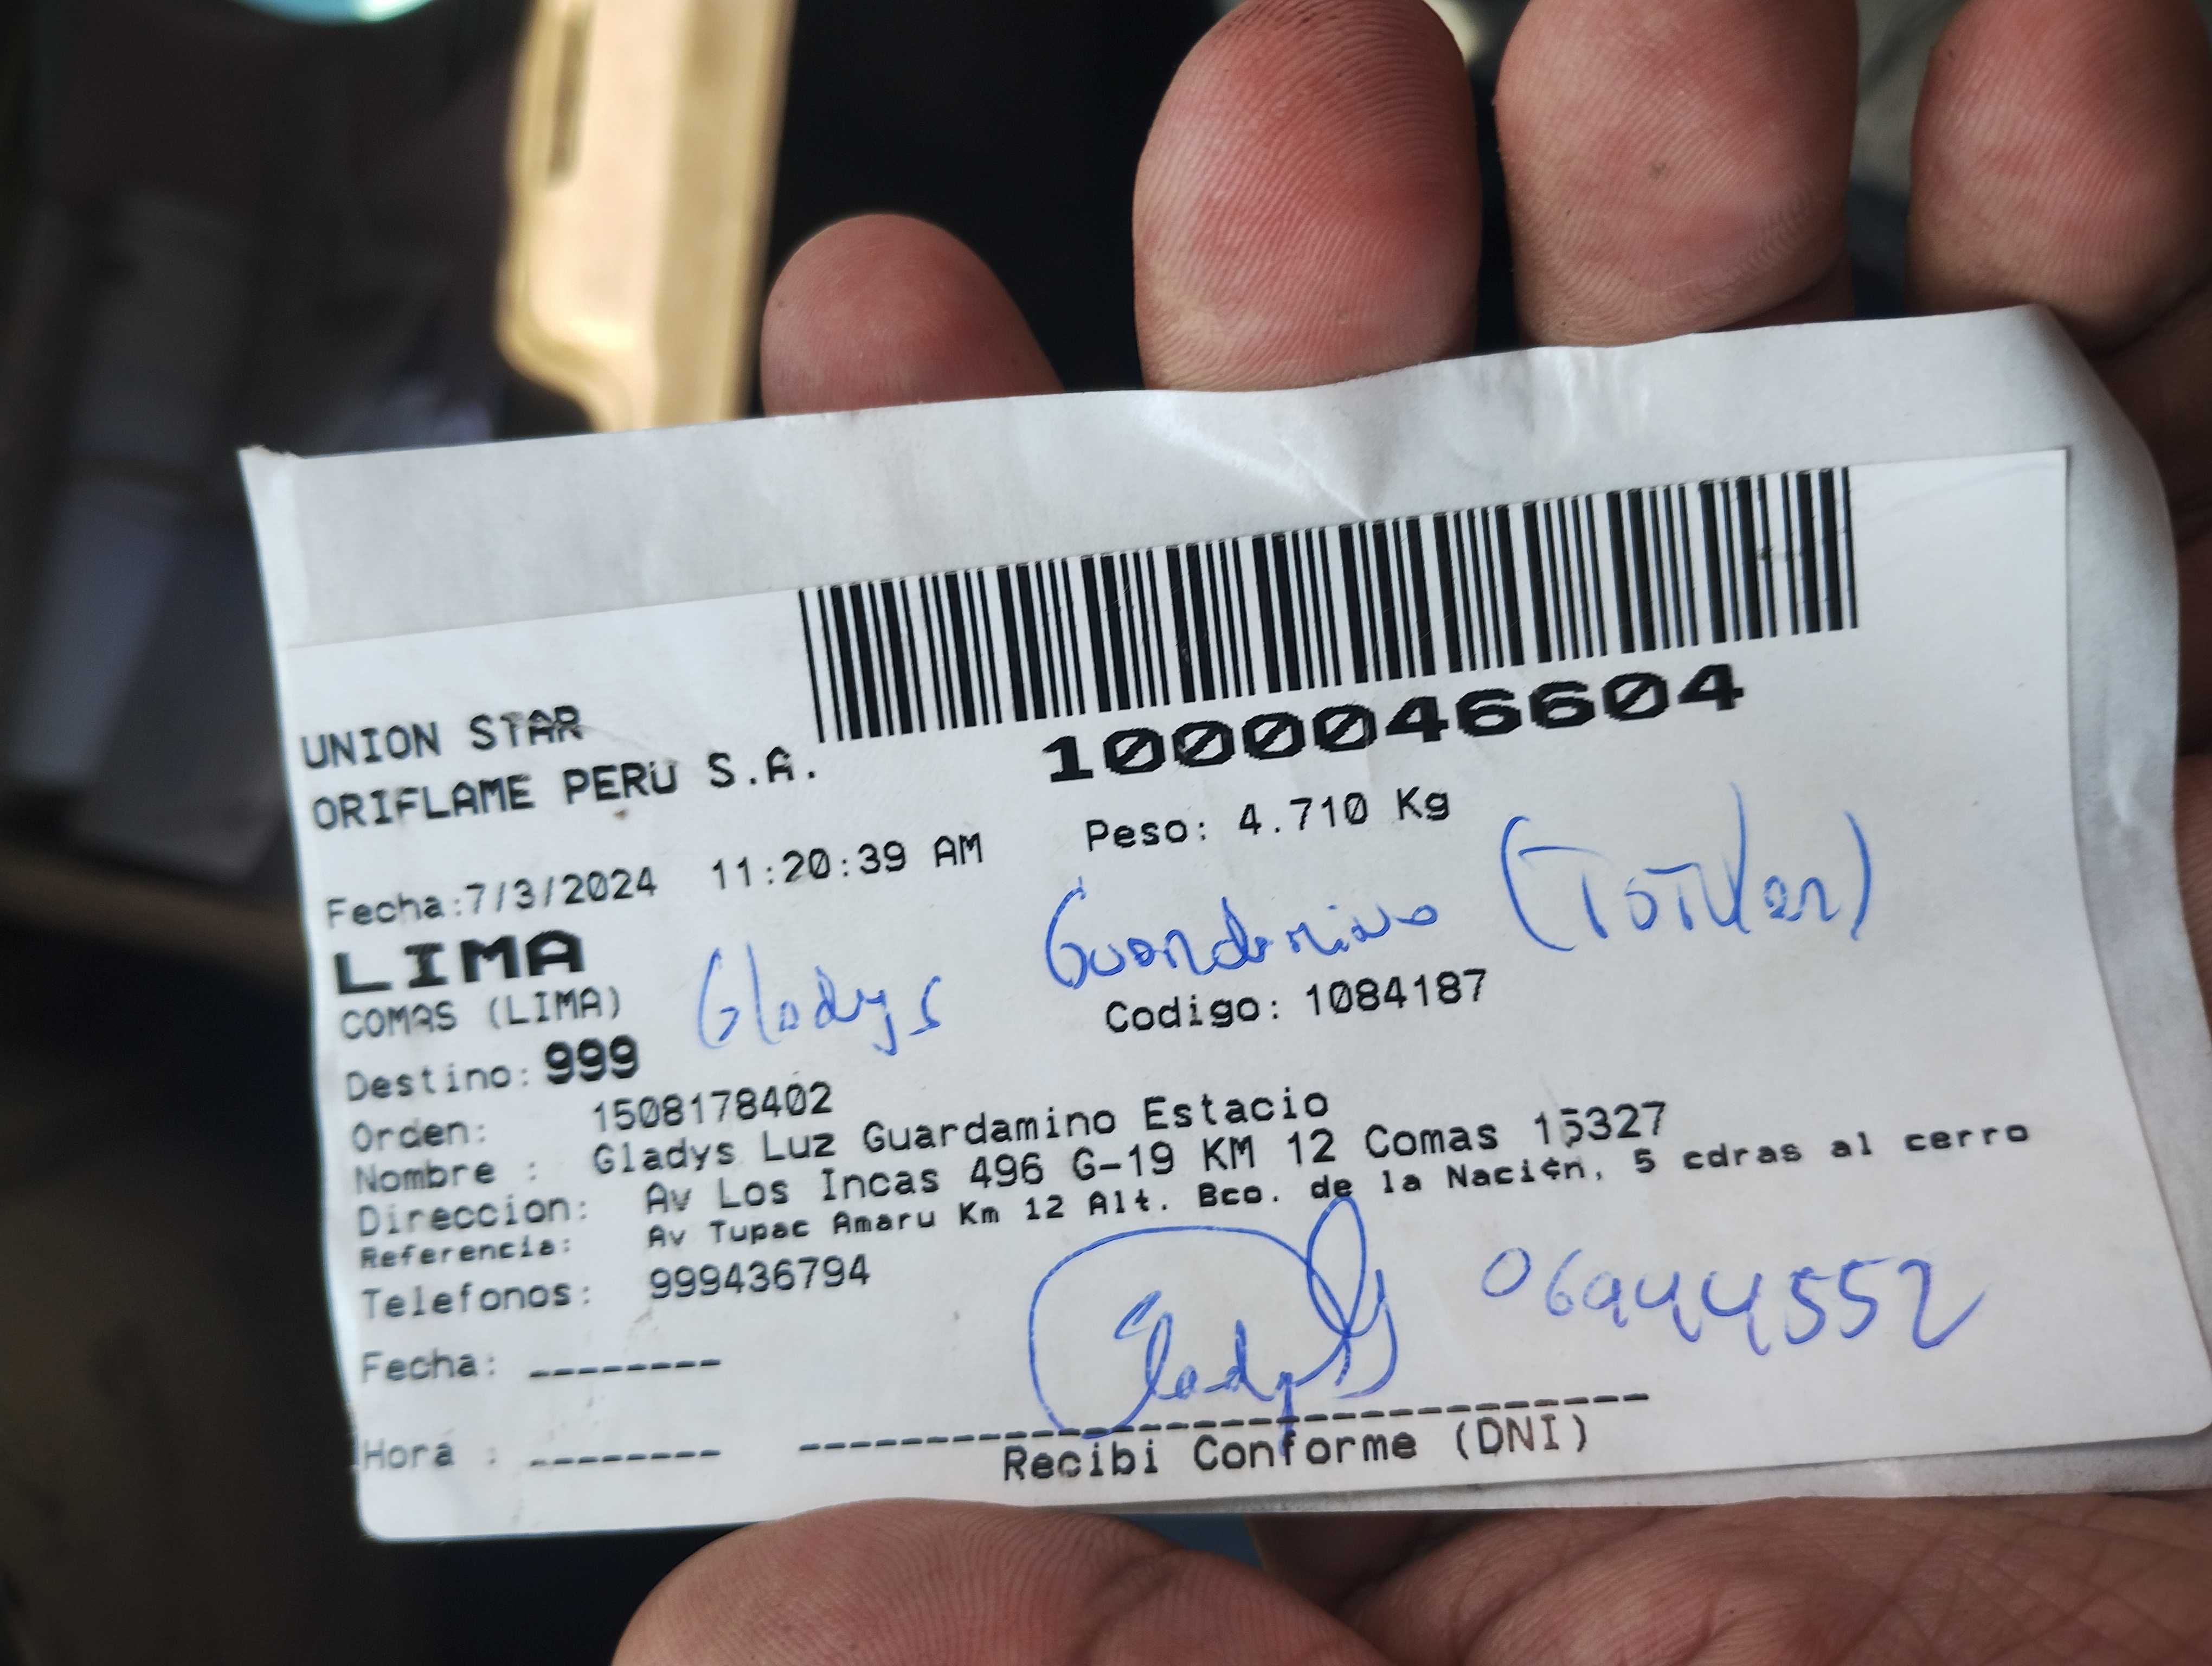 1000046604
UNION STAR
ORIFLAME PERU S.A.
Peso: 4.710 Kg
Fecha:7/3/2024 11:20:39 AM
LIMA
COMAS (LIMA)
Gladys Guardamino (TiTular)
Codigo: 1084187
Destino: 999
Orden: 1508178402
Nombre : Gladys Luz Guardamino Estacio
Direccion: Av Los Incas 496 G-19 KM 12 Comas 15327
Referencia: Av Tupac Amaru Km 12 Alt. Bco. de la Naci¢n, 5 cdras al cerro
Telefonos: 999436794
Gladys
06944552
Fecha: --------
Hora : --------
Recibi Conforme (DNI)